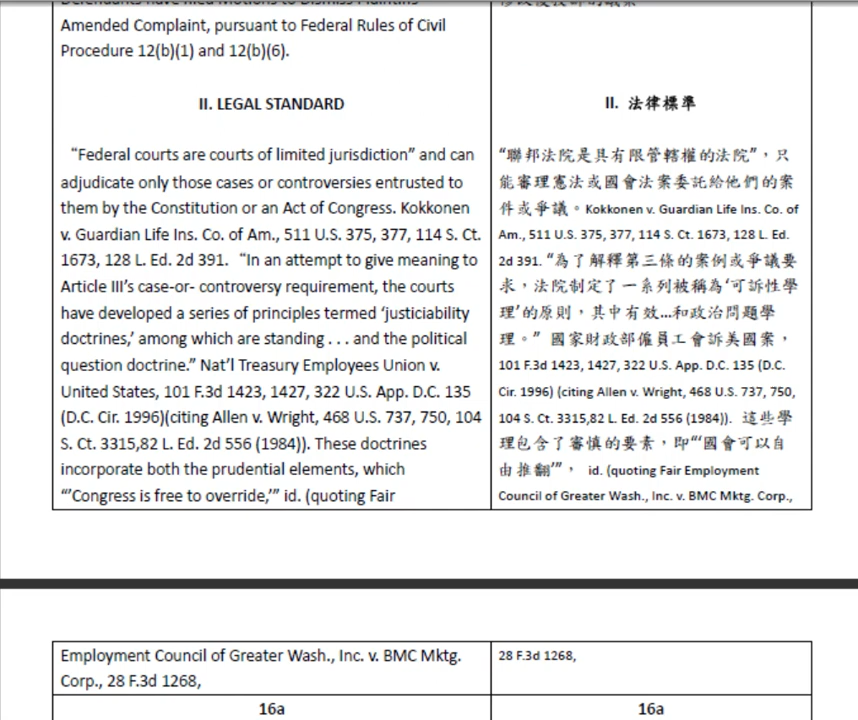 Amended Complaint, pursuant to Federal Rules of Civil
Procedure 12(b)(1) and 12(b)(6).
II. LEGAL STANDARD
“Federal courts are courts of limited jurisdiction” and can
adjudicate only those cases or controversies entrusted to
them by the Constitution or an Act of Congress. Kokkonen
v. Guardian Life Ins. Co. of Am., 511 U.S. 375, 377, 114 S. Ct.
1673, 128 L. Ed. 2d 391. “In an attempt to give meaning to
Article III’s case-or- controversy requirement, the courts
have developed a series of principles termed ‘justiciability
doctrines,’ among which are standing . . . and the political
question doctrine.” Nat’l Treasury Employees Union v.
United States, 101 F.3d 1423, 1427, 322 U.S. App. D.C. 135
(D.C. Cir. 1996)(citing Allen v. Wright, 468 U.S. 737, 750, 104
S. Ct. 3315,82 L. Ed. 2d 556 (1984)). These doctrines
incorporate both the prudential elements, which
“’Congress is free to override,’” id. (quoting Fair
II. 法律標準
“聯邦法院是具有限管轄權的法院”，只
能審理憲法或國會法案委託給他們的案
件或爭議。Kokkonen v. Guardian Life Ins. Co. of
Am., 511 U.S. 375, 377, 114 S. Ct. 1673, 128 L. Ed.
2d 391. “為了解釋第三條的案例或爭議要
求，法院制定了一系列被稱為‘可訴性學
理’的原則，其中有效...和政治問題學
理。” 國家財政部僱員工會訴美國案，
101 F.3d 1423, 1427, 322 U.S. App. D.C. 135 (D.C.
Cir. 1996) (citing Allen v. Wright, 468 U.S. 737, 750,
104 S. Ct. 3315,82 L. Ed. 2d 556 (1984)). 這些學
理包含了審慎的要素，即“‘國會可以自
由推翻’”， id. (quoting Fair Employment
Council of Greater Wash., Inc. v. BMC Mktg. Corp.,
Employment Council of Greater Wash., Inc. v. BMC Mktg.
Corp., 28 F.3d 1268,
28 F.3d 1268,
16a
16a